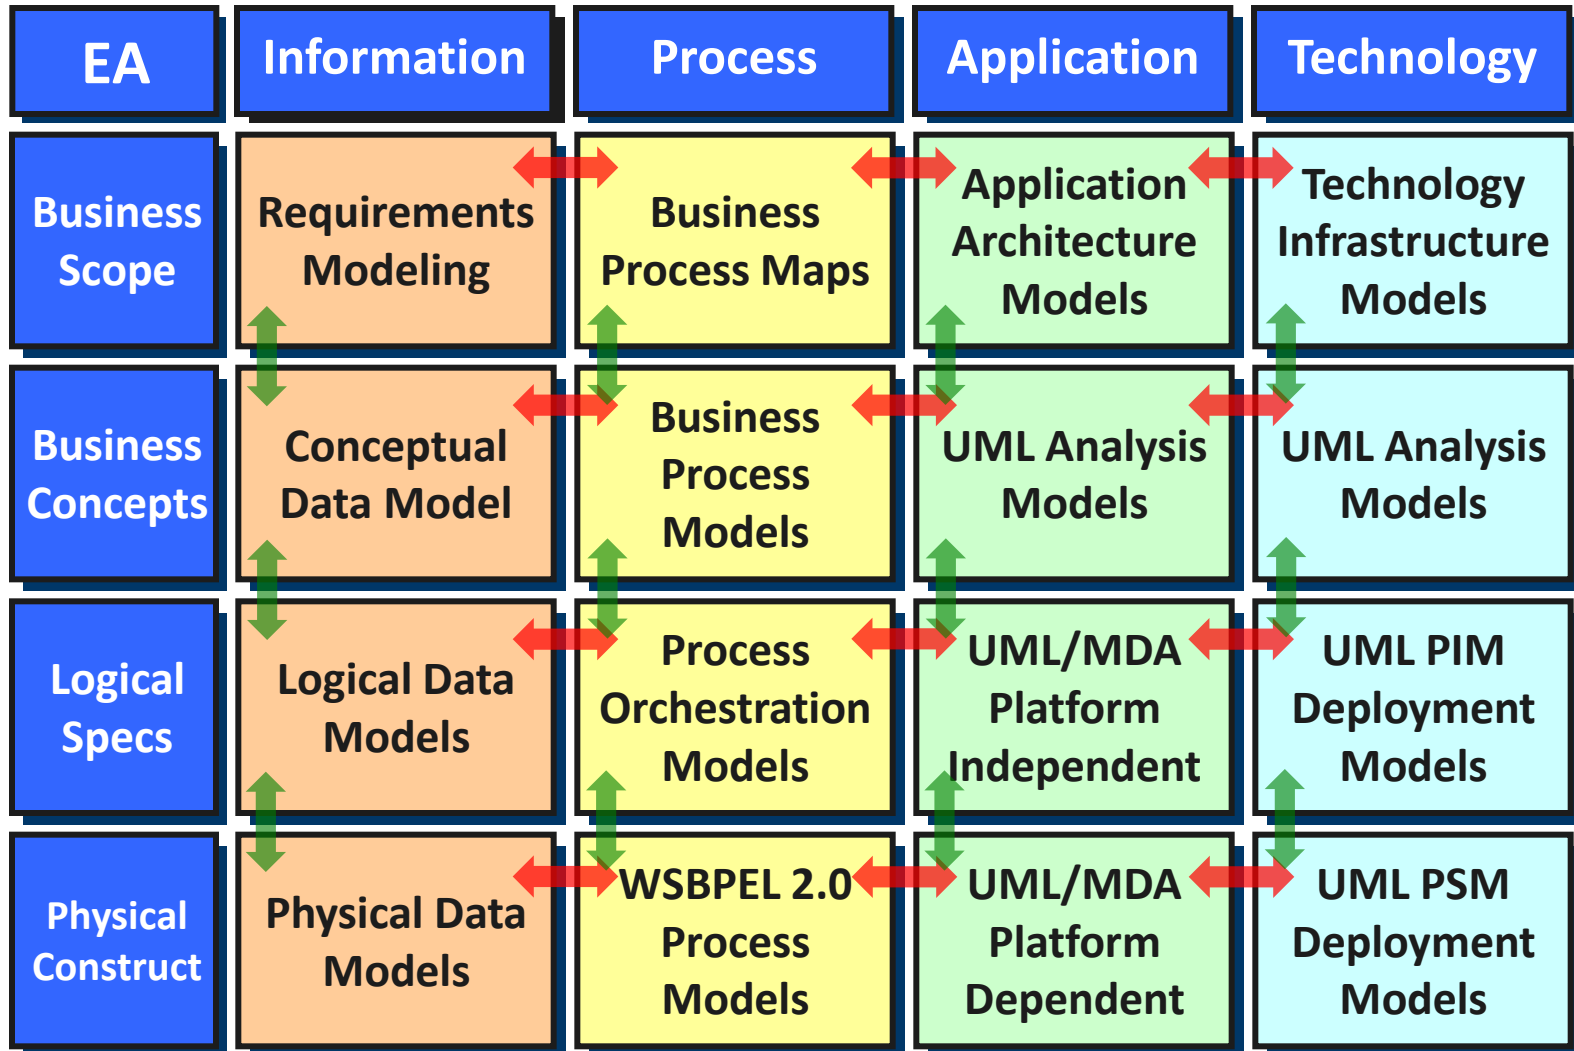 EA
Information
Process
Application
Technology
Business
Scope
Requirements
Modeling
Business
Process Maps
Application
Architecture
Models
Technology
Infrastructure
Models
Business
Concepts
Conceptual
Data Model
Business
Process
Models
UML Analysis
Models
UML Analysis
Models
Logical
Specs
Logical Data
Models
Process
Orchestration
Models
UML/MDA
Platform
Independent
UML PIM
Deployment
Models
Physical
Construct
Physical Data
Models
WSBPEL 2.0
Process
Models
UML/MDA
Platform
Dependent
UML PSM
Deployment
Models